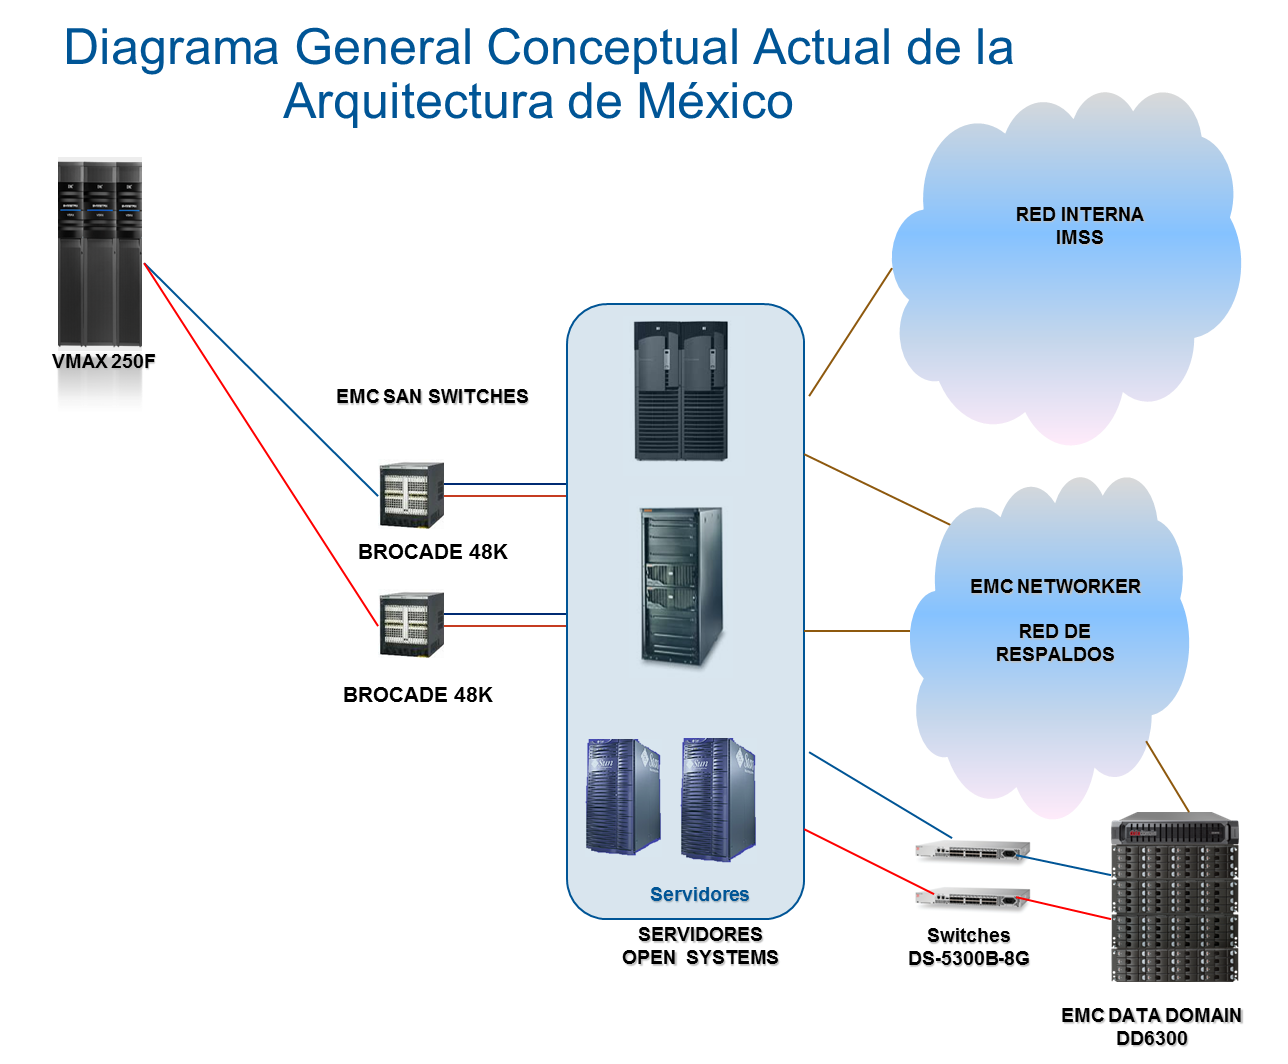 Diagrama General Conceptual Actual de la
Arquitectura de México
RED INTERNA
IMSS
VMAX 250F
EMC SAN SWITCHES
BROCADE 48K
BROCADE 48K
EMC NETWORKER
RED DE
RESPALDOS
Sun
Sun
Servidores
SERVIDORES
OPEN SYSTEMS
Switches
DS-5300B-8G
EMC DATA DOMAIN
DD6300